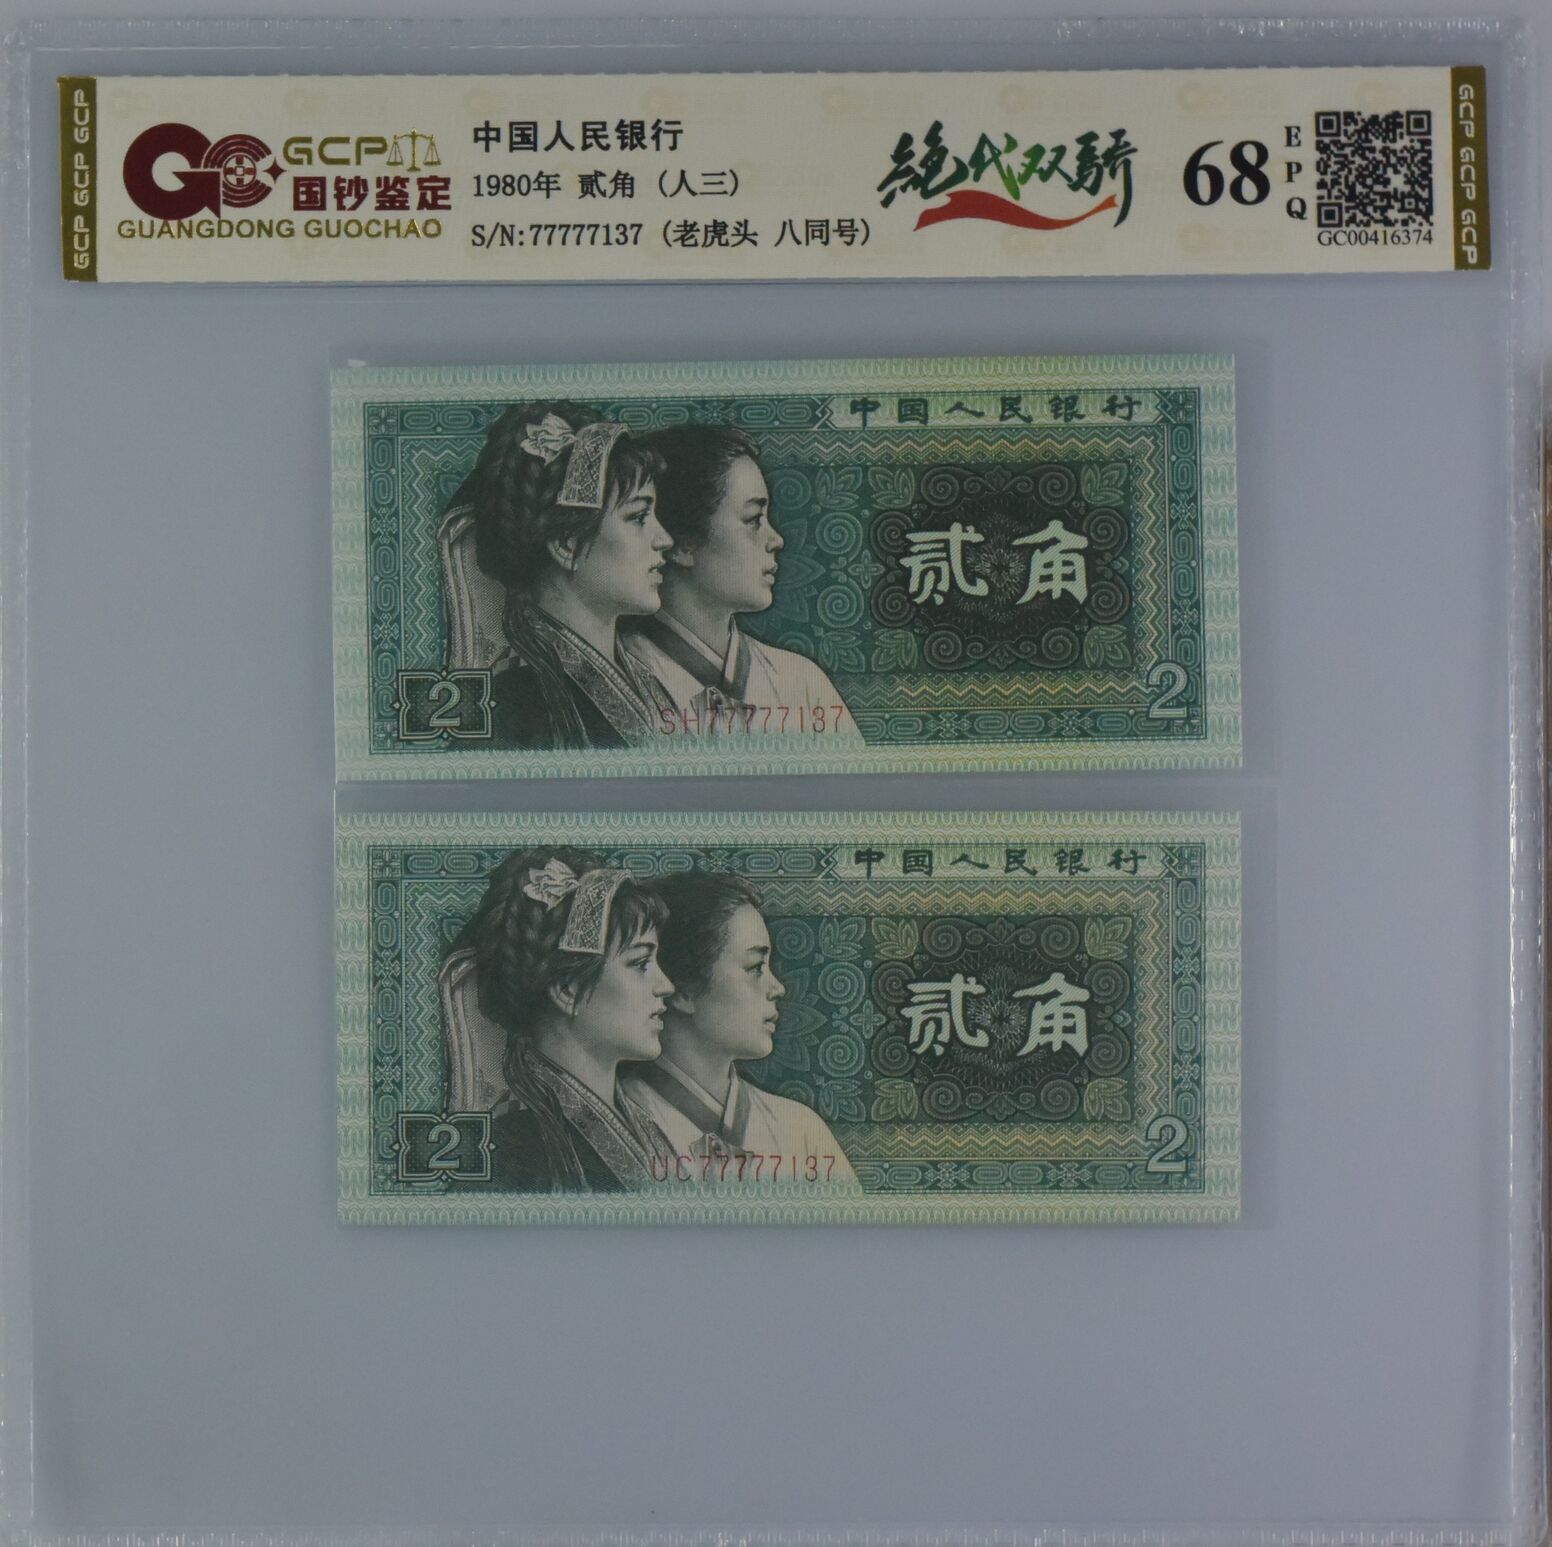 GCP GCP GCP
GCP
国钞鉴定
GUANGDONG GUOCHAO
中国人民银行
1980年 贰角 (人三)
S/N:77777137 (老虎头 八同号)
絕代双驕
68
EPQ
GC00416374
GCP GCP GCP
中国人民银行
贰角
2
SH77777137
2
中国人民银行
贰角
2
UC77777137
2